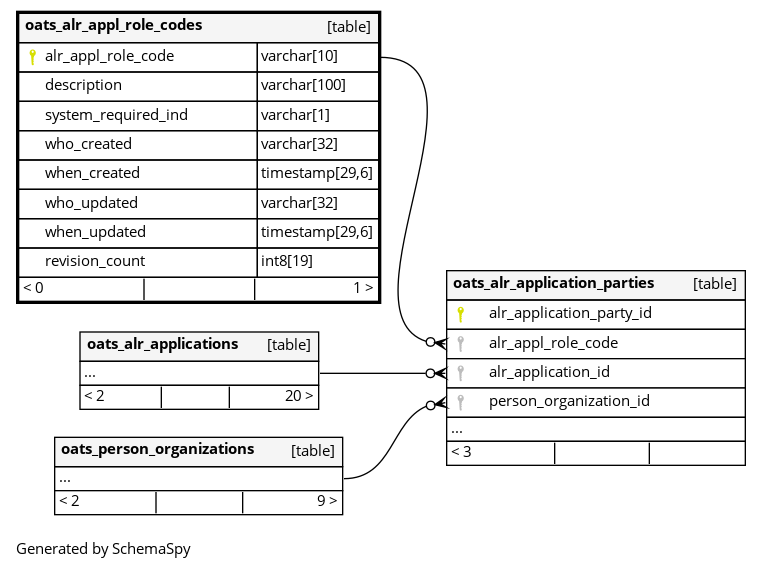 oats_alr_appl_role_codes [table]
alr_appl_role_code varchar[10]
description varchar[100]
system_required_ind varchar[1]
who_created varchar[32]
when_created timestamp[29,6]
who_updated varchar[32]
when_updated timestamp[29,6]
revision_count int8[19]
< 0 1 >
oats_alr_application_parties [table]
alr_application_party_id
alr_appl_role_code
alr_application_id
person_organization_id
...
< 3
oats_alr_applications [table]
...
< 2 20 >
oats_person_organizations [table]
...
< 2 9 >
Generated by SchemaSpy